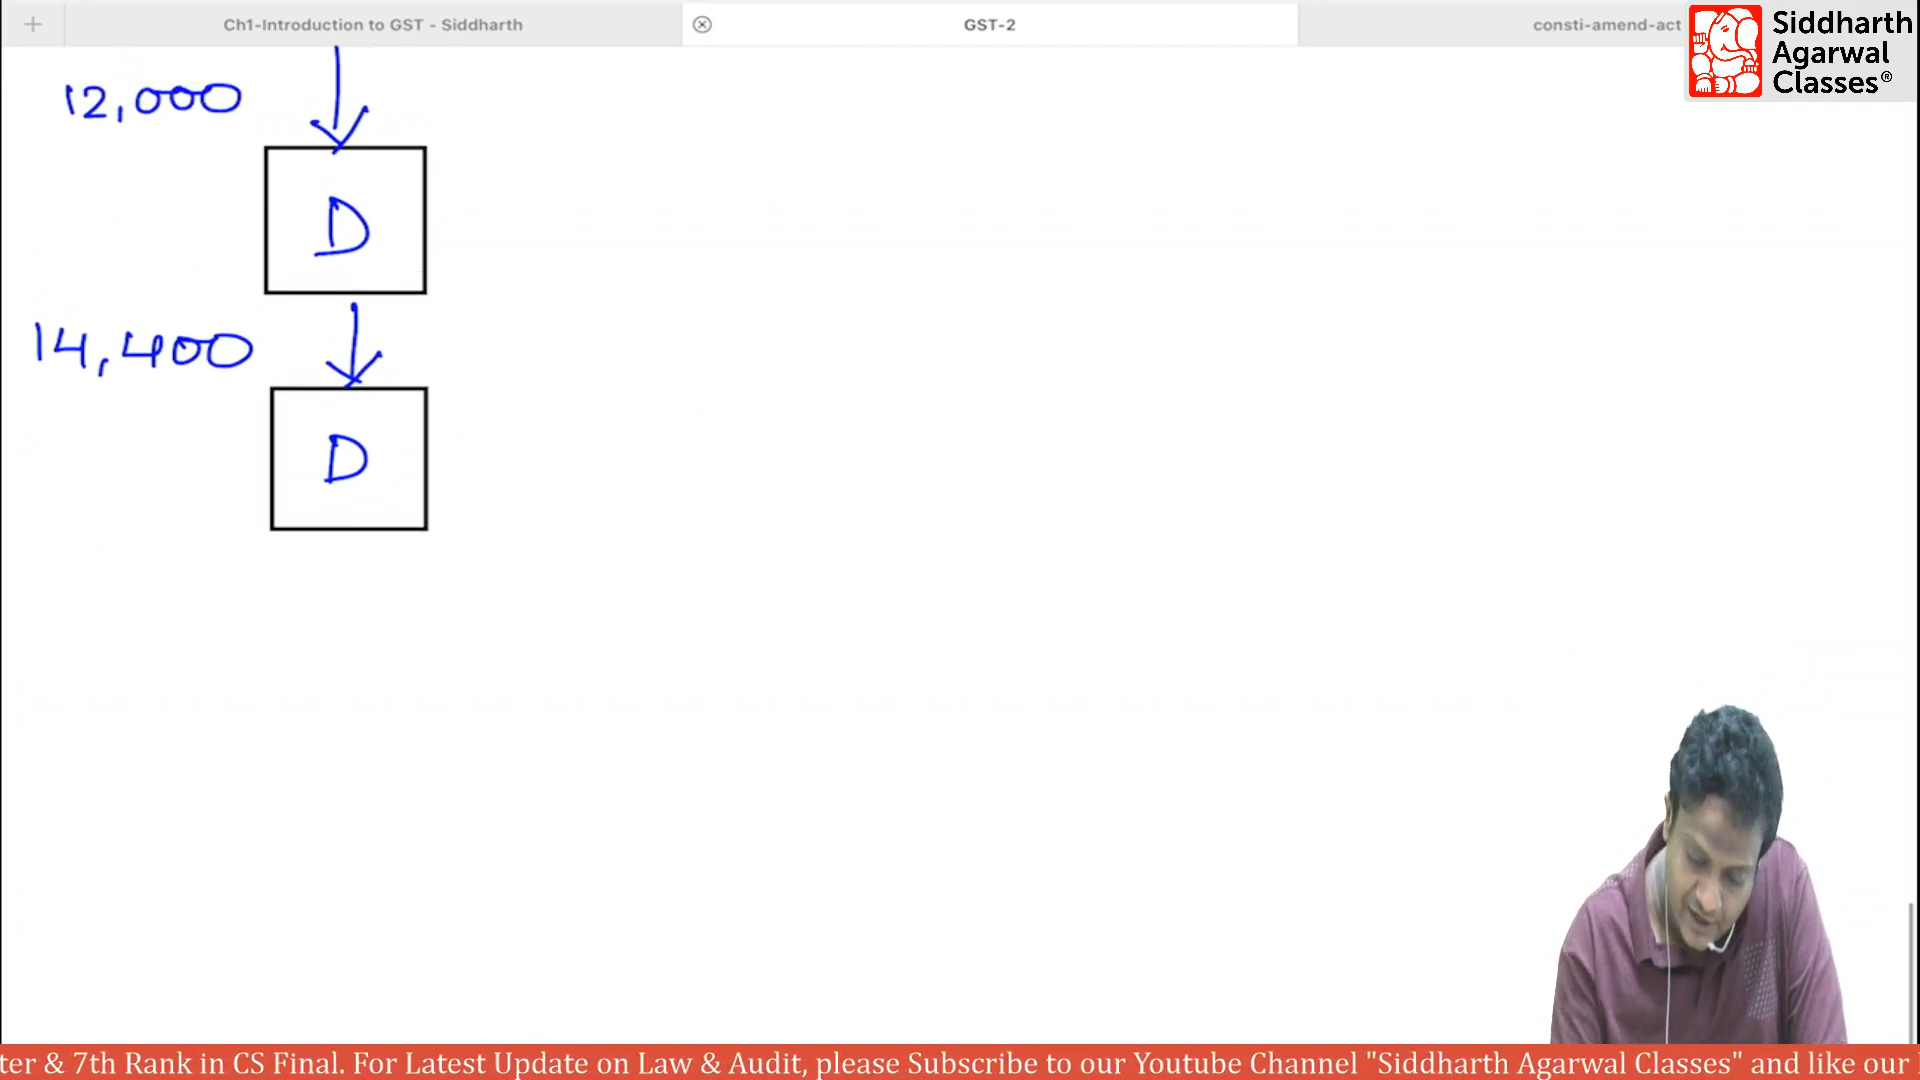 Ch1-Introduction to GST - Siddharth
GST-2
consti-amend-act
Siddharth
Agarwal
Classes®
12,000
D
14,400
D
ter & 7th Rank in CS Final. For Latest Update on Law & Audit, please Subscribe to our Youtube Channel "Siddharth Agarwal Classes" and like our